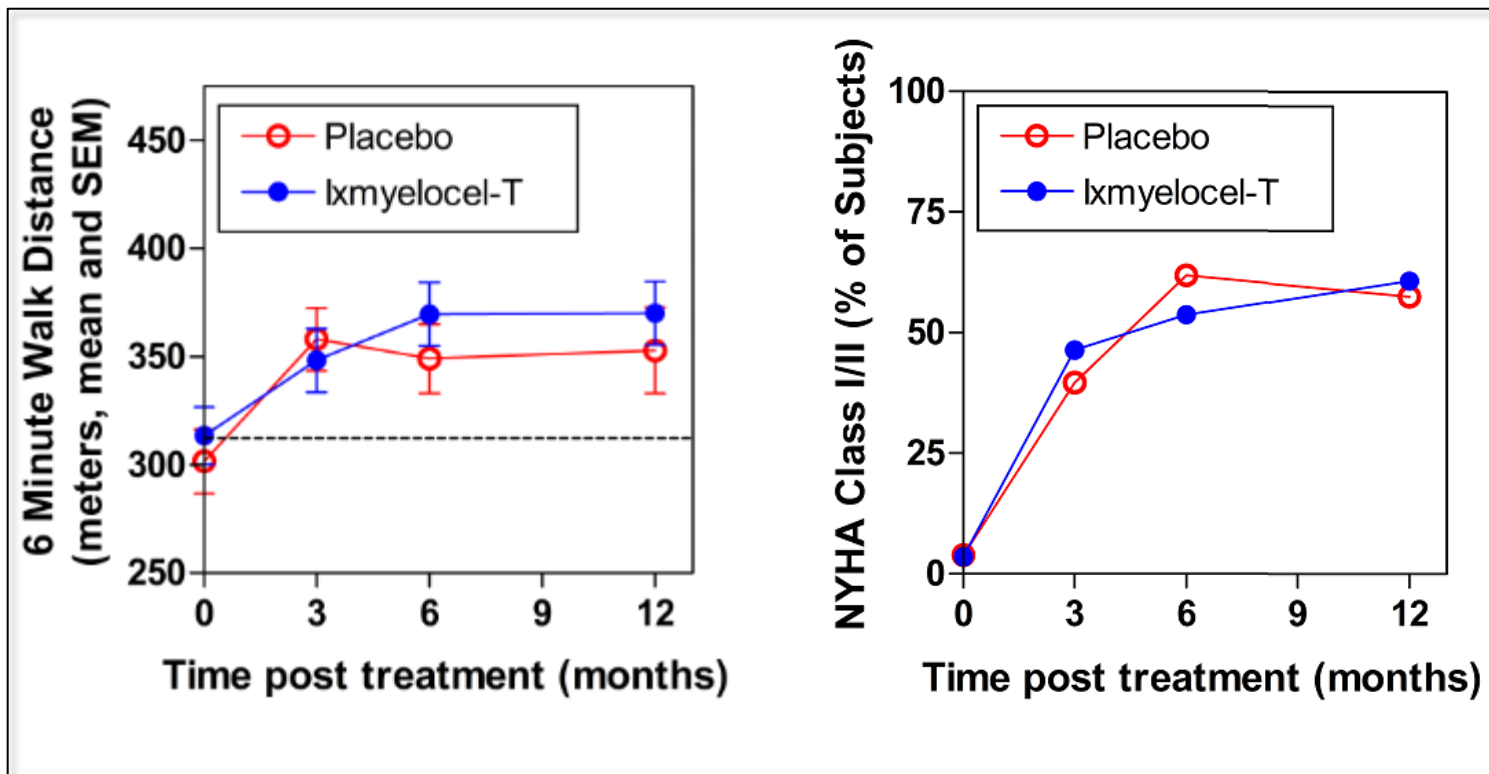 6 Minute Walk Distance
(meters, mean and SEM)
450
400
350
300
250
Placebo
Ixmyelocel-T
0 3 6 9 12
Time post treatment (months)
NYHA Class I/II (% of Subjects)
100
75
50
25
0
Placebo
Ixmyelocel-T
0 3 6 9 12
Time post treatment (months)